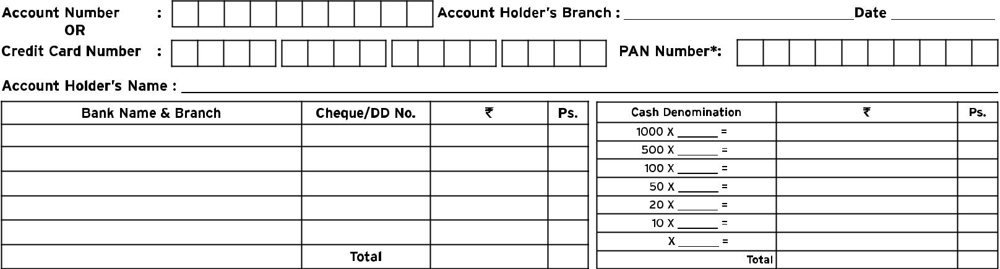 Account Number : Account Holder's Branch : ____________ Date ____________
OR
Credit Card Number : PAN Number*:
Account Holder's Name : ____________
Bank Name & Branch Cheque/DD No. ₹ Ps.
Total
Cash Denomination ₹ Ps.
1000 X ______ =
500 X ______ =
100 X ______ =
50 X ______ =
20 X ______ =
10 X ______ =
X ______ =
Total